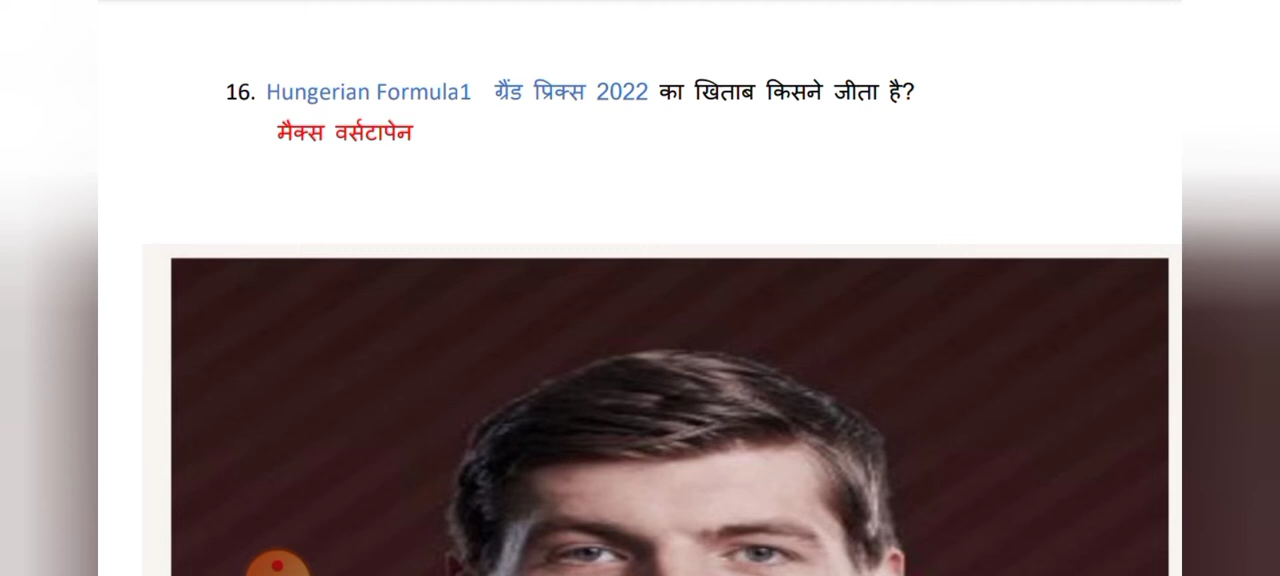 16. Hungerian Formula1 ग्रैंड प्रिक्स 2022 का खिताब किसने जीता है?
मैक्स वर्सटापेन